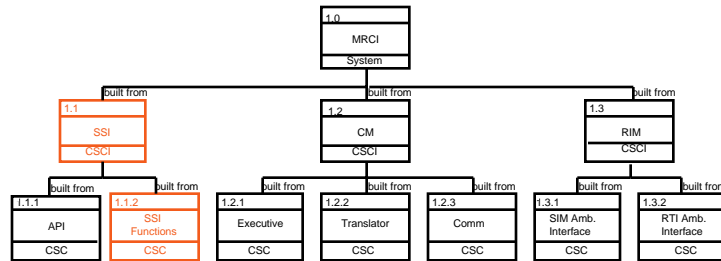 1.0
MRCI
System
built from
built from
built from
1.1
SSI
CSCI
1.2
CM
CSCI
1.3
RIM
CSCI
built from
built from
built from
built from
built from
built from
built from
I.1.1
API
CSC
1.1.2
SSI
Functions
CSC
1.2.1
Executive
CSC
1.2.2
Translator
CSC
1.2.3
Comm
CSC
1.3.1
SIM Amb.
Interface
CSC
1.3.2
RTI Amb.
Interface
CSC